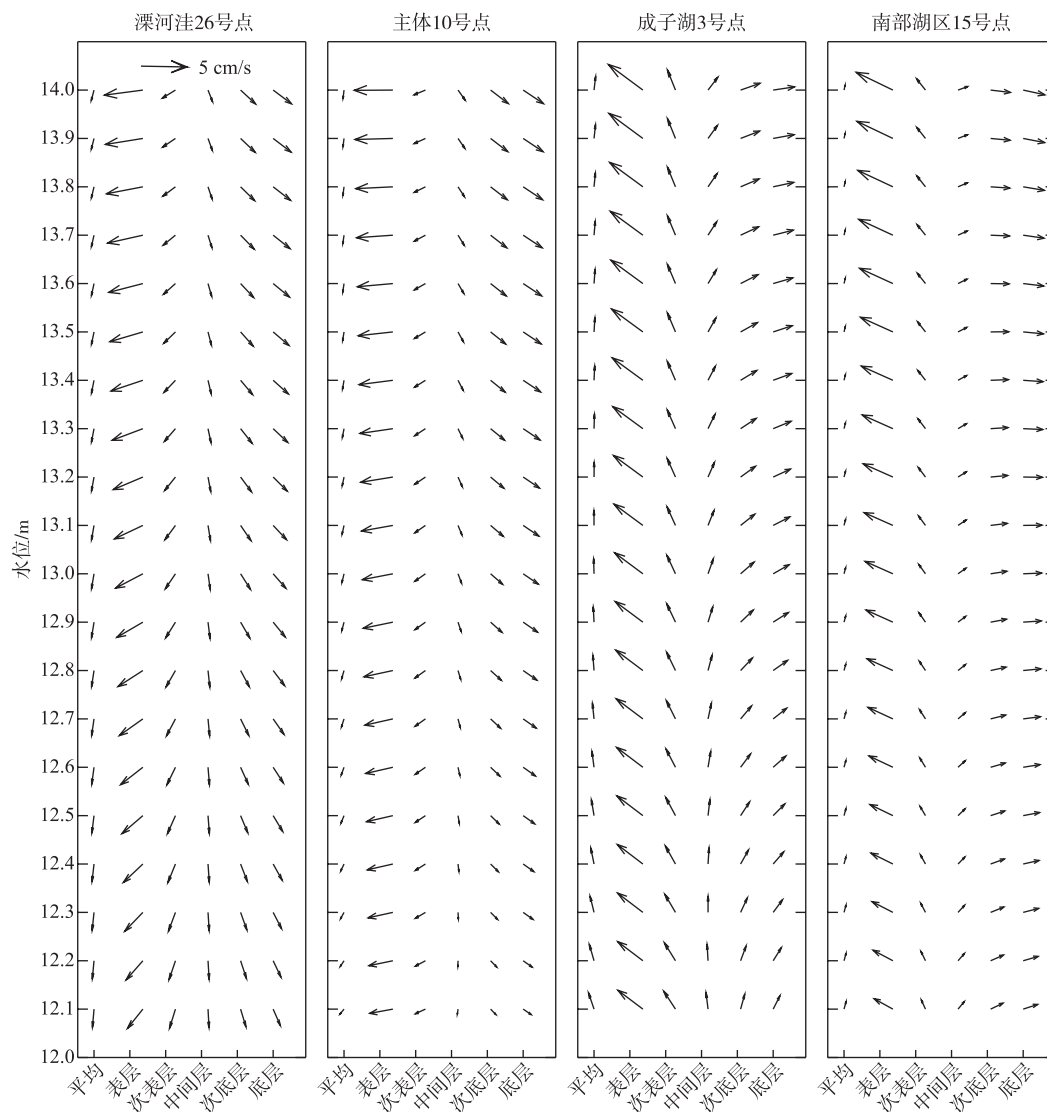 溧河洼26号点
主体10号点
成子湖3号点
南部湖区15号点
5 cm/s
14.0
13.9
13.8
13.7
13.6
13.5
13.4
13.3
13.2
13.1
13.0
12.9
12.8
12.7
12.6
12.5
12.4
12.3
12.2
12.1
12.0
水位/m
平均 表层 次表层 中间层 次底层 底层
平均 表层 次表层 中间层 次底层 底层
平均 表层 成表层 中间层 次底层 底层
平均 表层 次表层 中间层 次底层 底层